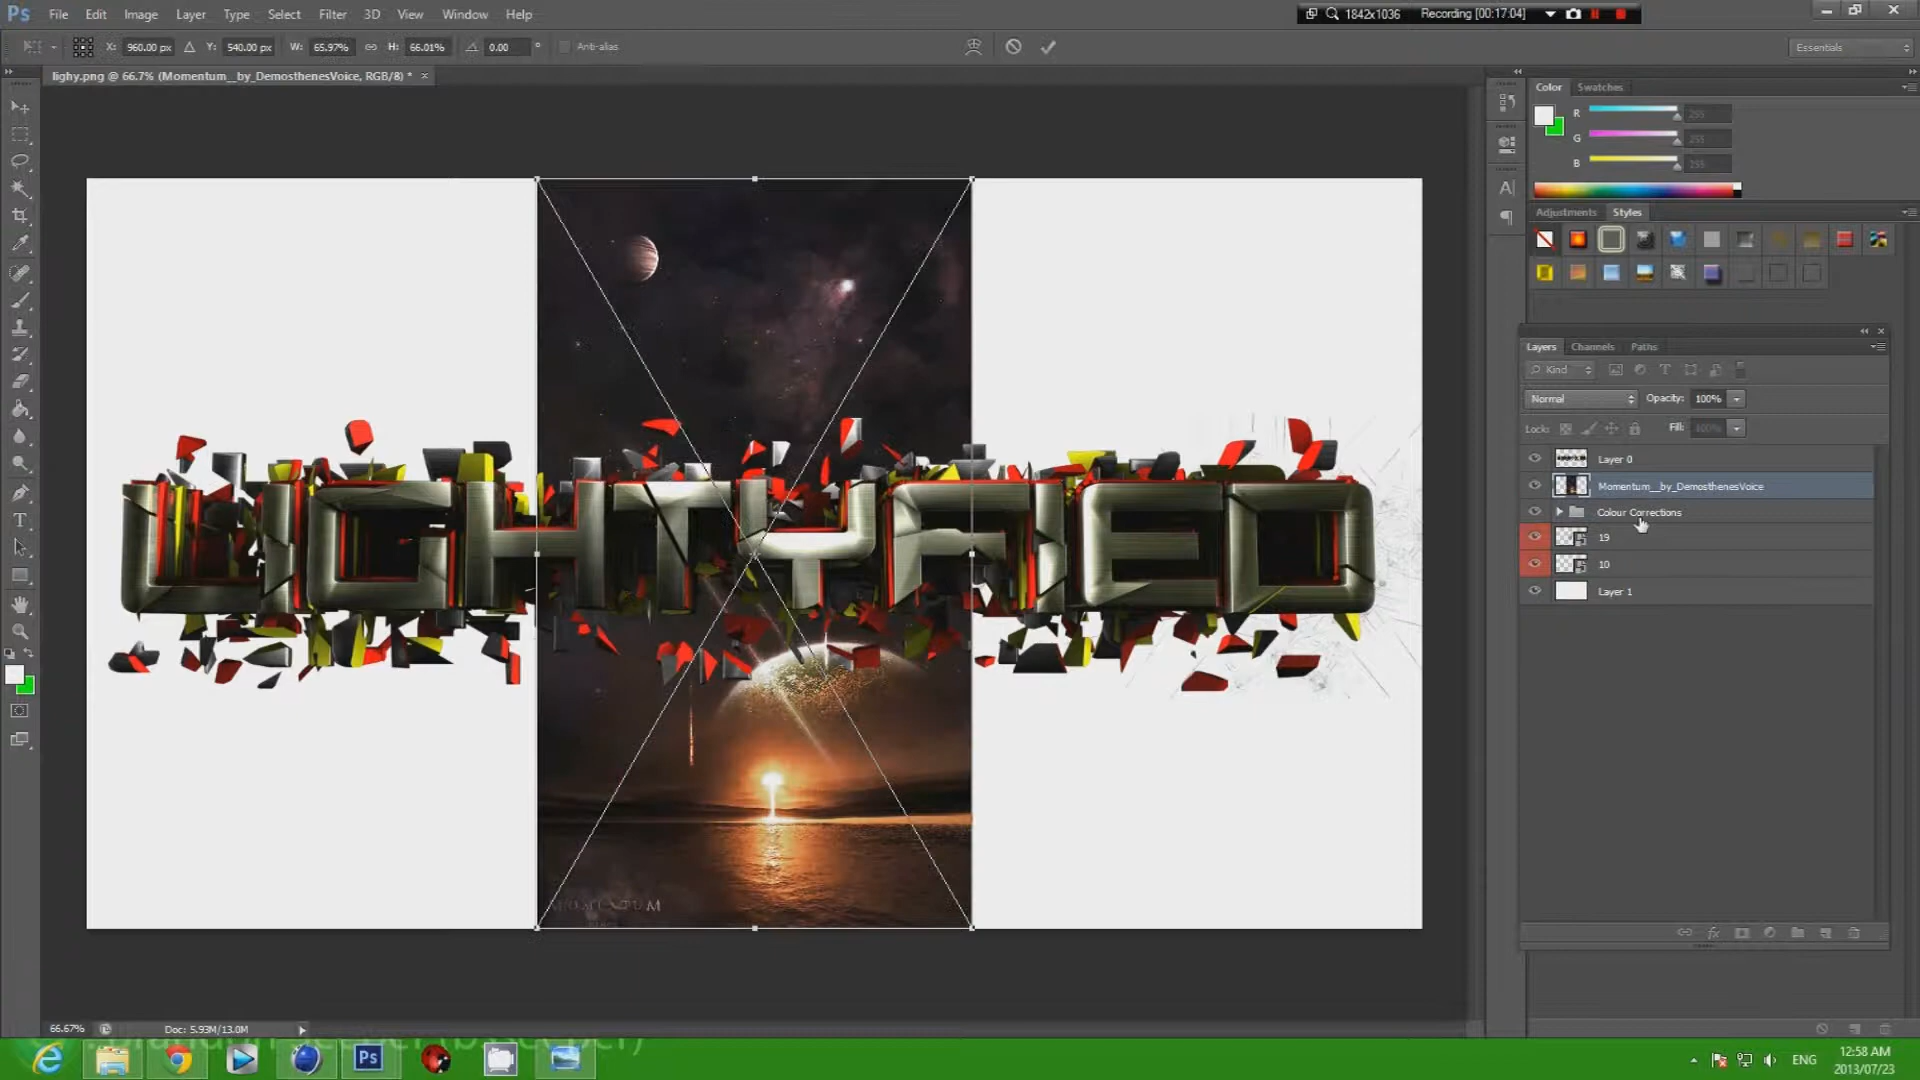 Ps File Edit Image Layer Type Select Filter 3D View Window Help
1842x1036 Recording [00:17:04]
X: 960.00 px Y: 540.00 px W: 65.97% H: 66.01% 0.00 ° Anti-alias
Essentials
lighy.png @ 66.7% (Momentum__by_DemosthenesVoice, RGB/8) * ×
Color Swatches
R 255
G 255
B 255
Adjustments Styles
Layers Channels Paths
Kind
Normal Opacity: 100%
Lock: Fill: 100%
Layer 0
Momentum__by_DemosthenesVoice
Colour Corrections
19
10
Layer 1
LIGHTYRED
MOMENTUM
66.67% Doc: 5.93M/13.0M
Ps
ENG
12:58 AM
2013/07/23